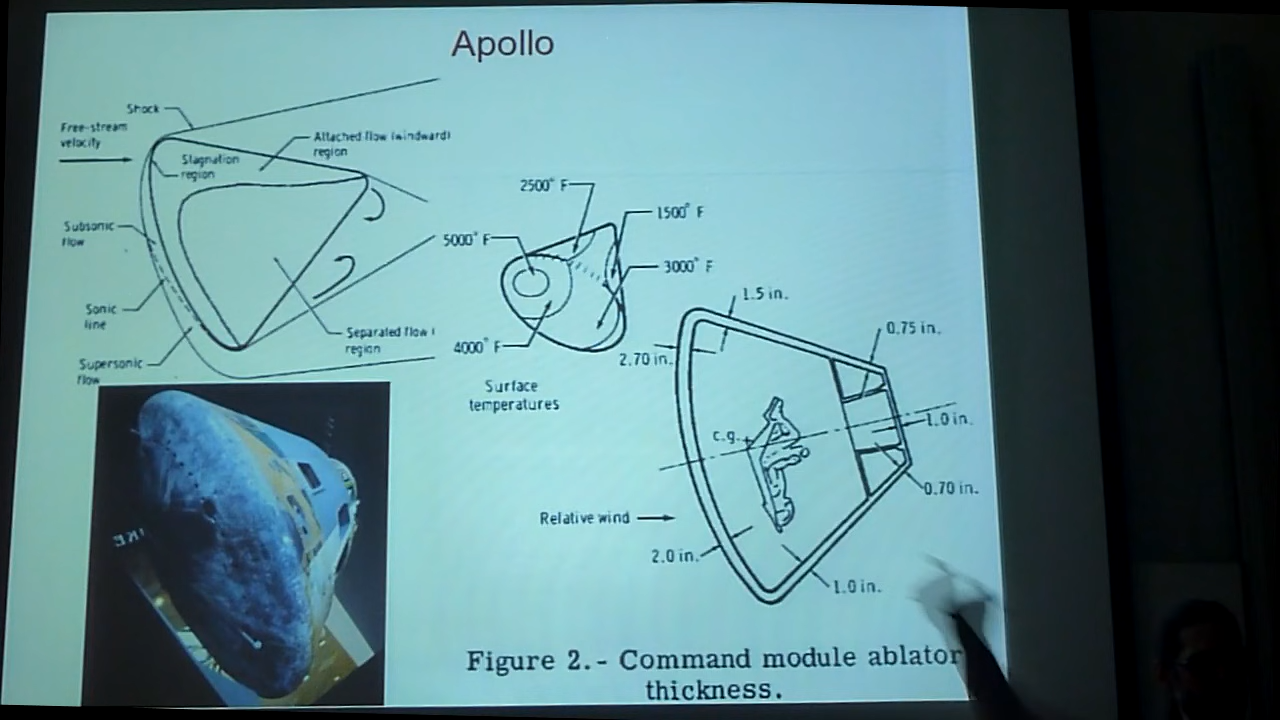 Apollo
Shock
Free-stream
velocity
Attached flow (windward)
region
Stagnation
region
Subsonic
flow
Sonic
line
Supersonic
flow
Separated flow
region
2500° F
1500° F
5000° F
3000° F
4000° F
Surface
temperatures
1.5 in.
0.75 in.
2.70 in.
c.g.
1.0 in.
0.70 in.
Relative wind
2.0 in.
1.0 in.
Figure 2.- Command module ablator
thickness.